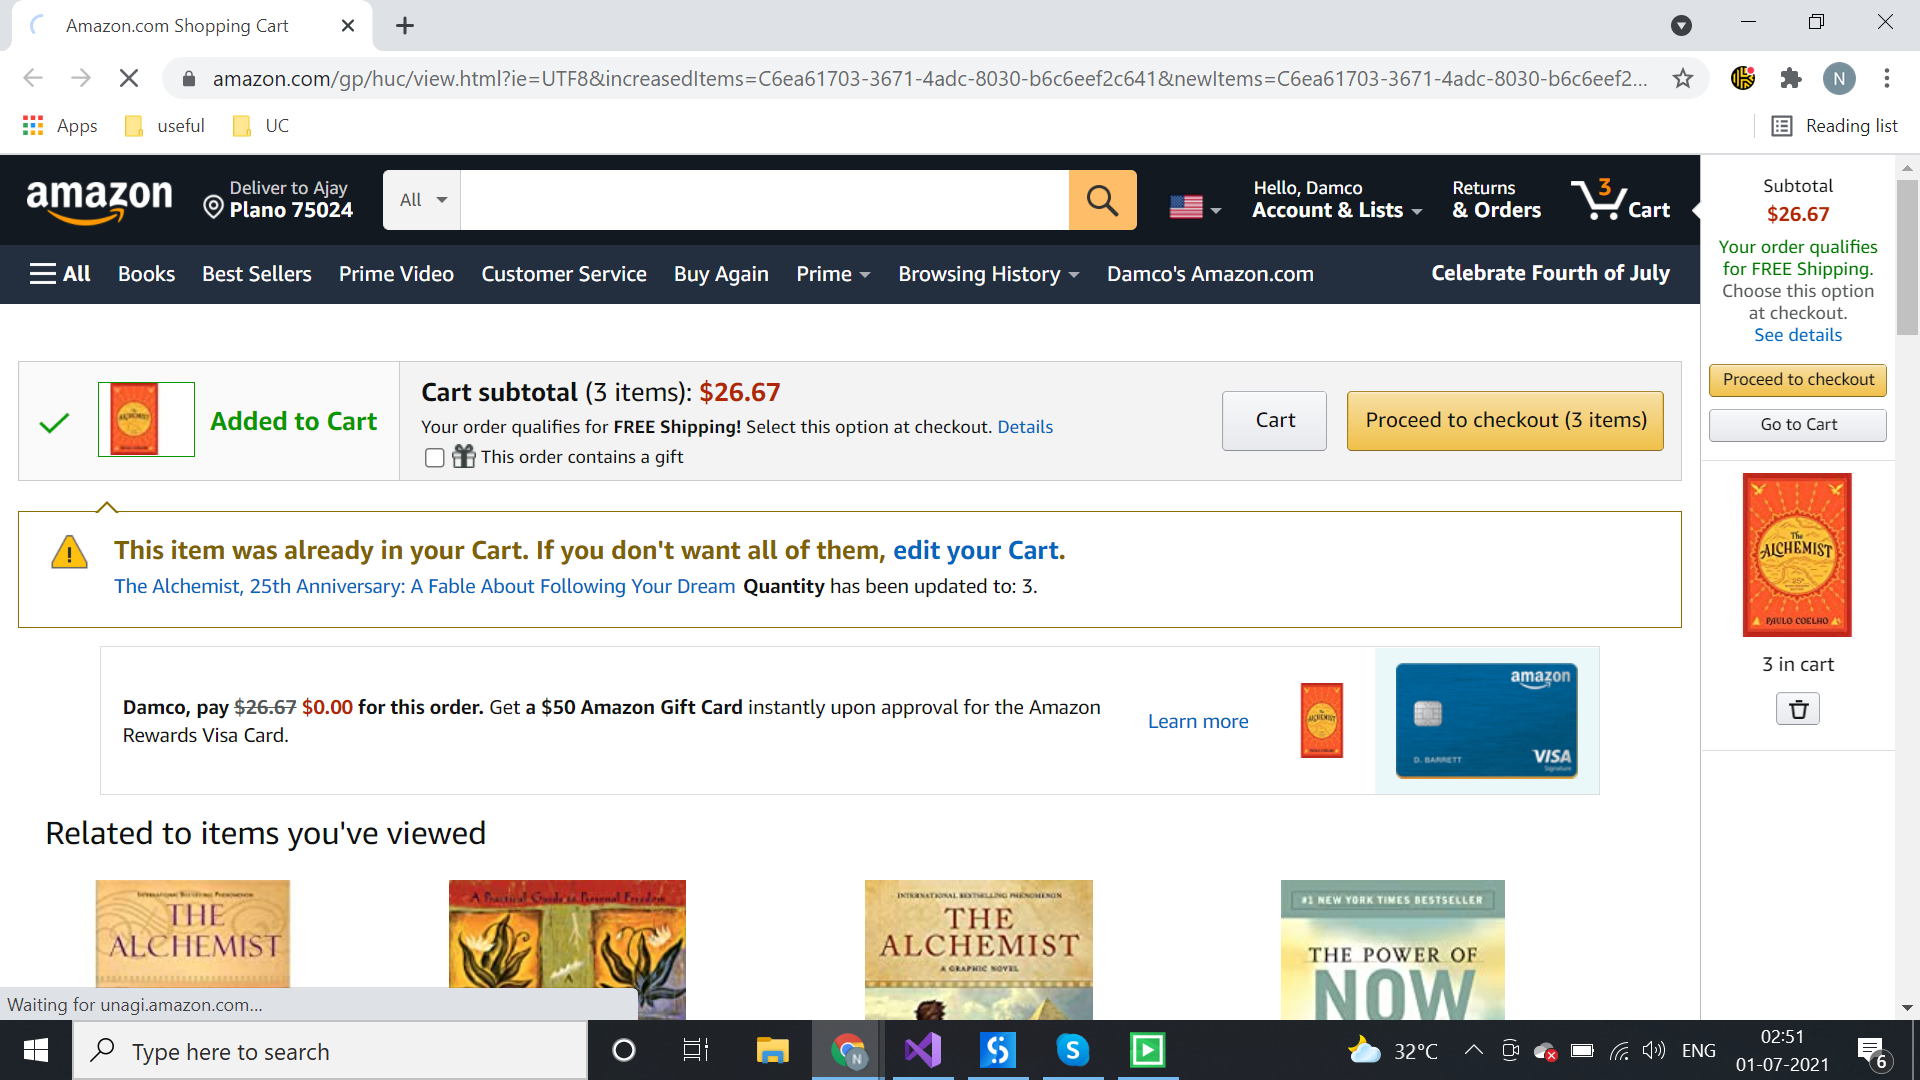 Amazon.com Shopping Cart
amazon.com/gp/huc/view.html?ie=UTF8&increasedItems=C6ea61703-3671-4adc-8030-b6c6eef2c641&newItems=C6ea61703-3671-4adc-8030-b6c6eef2...
N
Apps
useful
UC
Reading list
amazon
Deliver to Ajay
Plano 75024
All
Hello, Damco
Account & Lists
Returns
& Orders
3
Cart
All
Books
Best Sellers
Prime Video
Customer Service
Buy Again
Prime
Browsing History
Damco's Amazon.com
Celebrate Fourth of July
Subtotal
$26.67
Your order qualifies
for FREE Shipping.
Choose this option
at checkout.
See details
Proceed to checkout
Go to Cart
THE
ALCHEMIST
PAULO COELHO
3 in cart
ALCHEMIST
Added to Cart
Cart subtotal (3 items): $26.67
Your order qualifies for FREE Shipping! Select this option at checkout. Details
This order contains a gift
Cart
Proceed to checkout (3 items)
This item was already in your Cart. If you don't want all of them, edit your Cart.
The Alchemist, 25th Anniversary: A Fable About Following Your Dream Quantity has been updated to: 3.
Damco, pay $26.67 $0.00 for this order. Get a $50 Amazon Gift Card instantly upon approval for the Amazon
Rewards Visa Card.
Learn more
ALCHEMIST
amazon
D. BARRETT
VISA
Signature
Related to items you've viewed
INTERNATIONAL BESTSELLING PHENOMENON
THE
ALCHEMIST
A Practical Guide to Personal Freedom
INTERNATIONAL BESTSELLING PHENOMENON
THE
ALCHEMIST
A GRAPHIC NOVEL
#1 NEW YORK TIMES BESTSELLER
THE POWER OF
NOW
Waiting for unagi.amazon.com...
Type here to search
N
S
32°C
ENG
02:51
01-07-2021
6